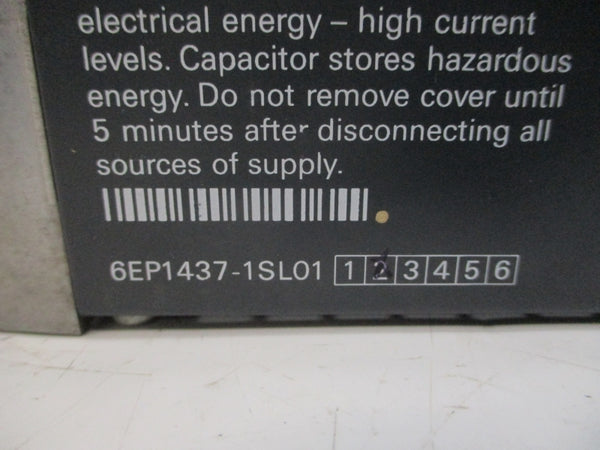 electrical energy – high current
levels. Capacitor stores hazardous
energy. Do not remove cover until
5 minutes after disconnecting all
sources of supply.
6EP1437-1SL01 1 2 3 4 5 6